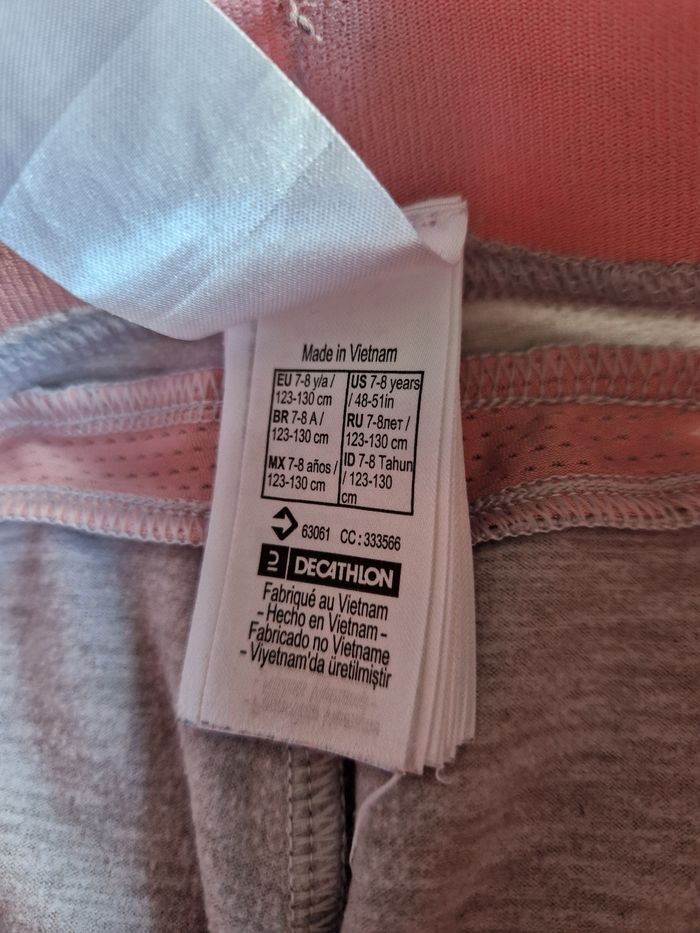 Made in Vietnam
EU 7-8 y/a /
123-130 cm
BR 7-8 A /
123-130 cm
MX 7-8 años /
123-130 cm
US 7-8 years
/ 48-51in
RU 7-8лет /
123-130 cm
ID 7-8 Tahun
/ 123-130
cm
63061 CC : 333566
DECATHLON
Fabriqué au Vietnam
- Hecho en Vietnam -
Fabricado no Vietname
- Viyetnam'da üretilmiştir